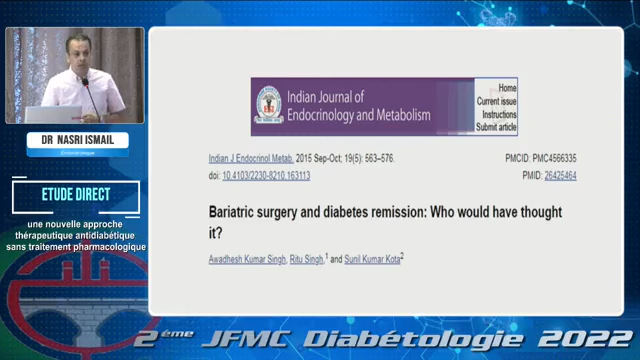 DR NASRI ISMAIL
ETUDE DIRECT
une nouvelle approche
thérapeutique antidiabétique
sans traitement pharmacologique
Indian Journal of
Endocrinology and Metabolism
Home
Current issue
Instructions
Submit article
Indian J Endocrinol Metab. 2015 Sep-Oct; 19(5): 563–576.
PMCID: PMC4566335
doi: 10.4103/2230-8210.163113
PMID: 26425464
Bariatric surgery and diabetes remission: Who would have thought
it?
Awadhesh Kumar Singh, Ritu Singh,1 and Sunil Kumar Kota2
2ème JFMC Diabétologie 2022